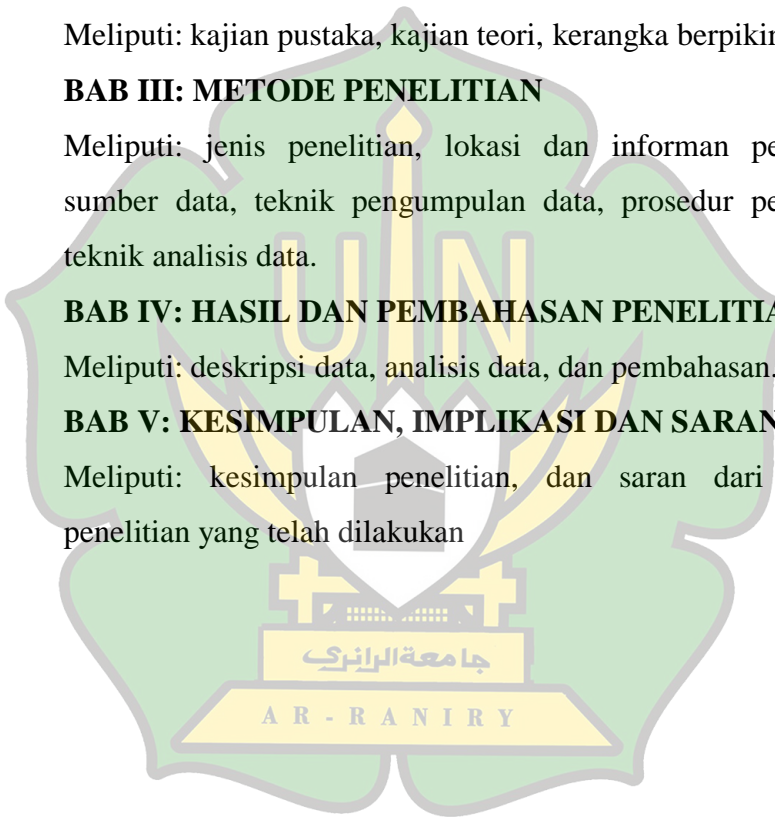 Meliputi: kajian pustaka, kajian teori, kerangka berpikir
BAB III: METODE PENELITIAN
Meliputi: jenis penelitian, lokasi dan informan pe
sumber data, teknik pengumpulan data, prosedur pe
teknik analisis data.
BAB IV: HASIL DAN PEMBAHASAN PENELITIA
Meliputi: deskripsi data, analisis data, dan pembahasan.
BAB V: KESIMPULAN, IMPLIKASI DAN SARAN
Meliputi: kesimpulan penelitian, dan saran dari
penelitian yang telah dilakukan
UIN
جامعة الرانري
AR-RANIRY